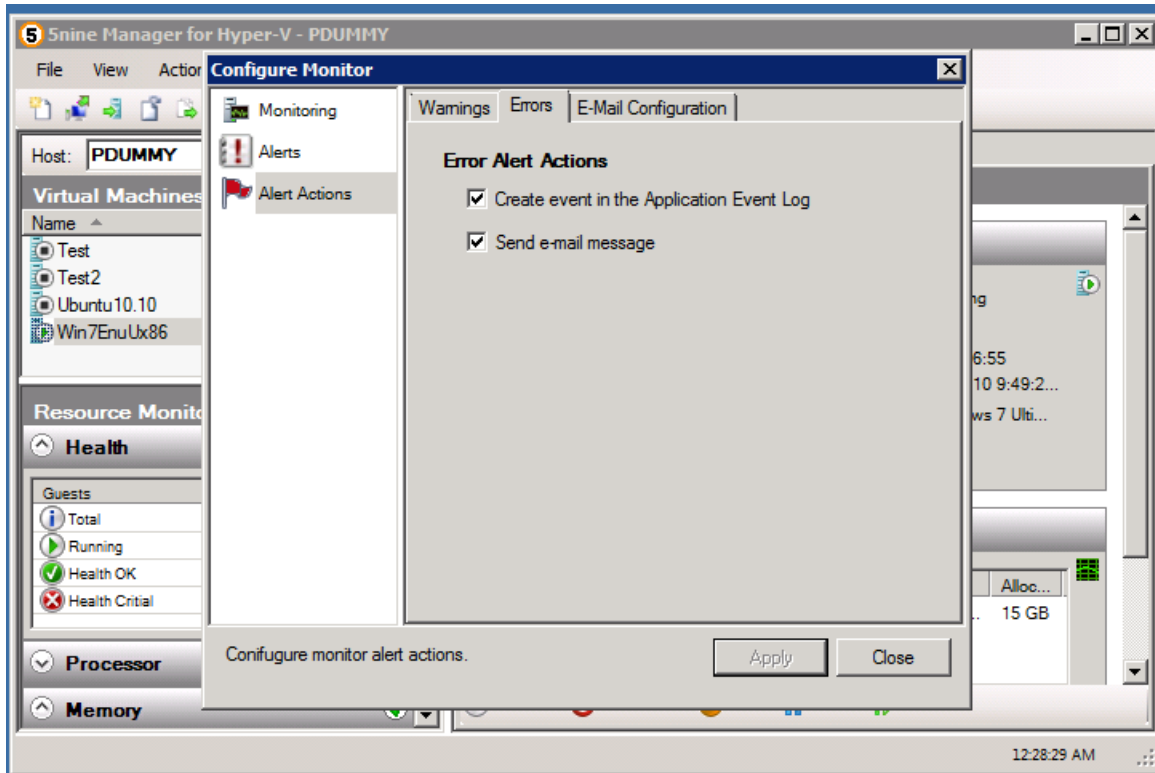 5nine Manager for Hyper-V - PDUMMY
File View Action
Host: PDUMMY
Virtual Machines
Name
Test
Test2
Ubuntu10.10
Win7EnuUx86
Resource Monito
Health
Guests
Total
Running
Health OK
Health Critial
Processor
Memory
Configure Monitor
Monitoring
Alerts
Alert Actions
Warnings Errors E-Mail Configuration
Error Alert Actions
Create event in the Application Event Log
Send e-mail message
Conifugure monitor alert actions.
Apply Close
ng
6:55
10 9:49:2...
ws 7 Ulti...
Alloc...
.. 15 GB
12:28:29 AM